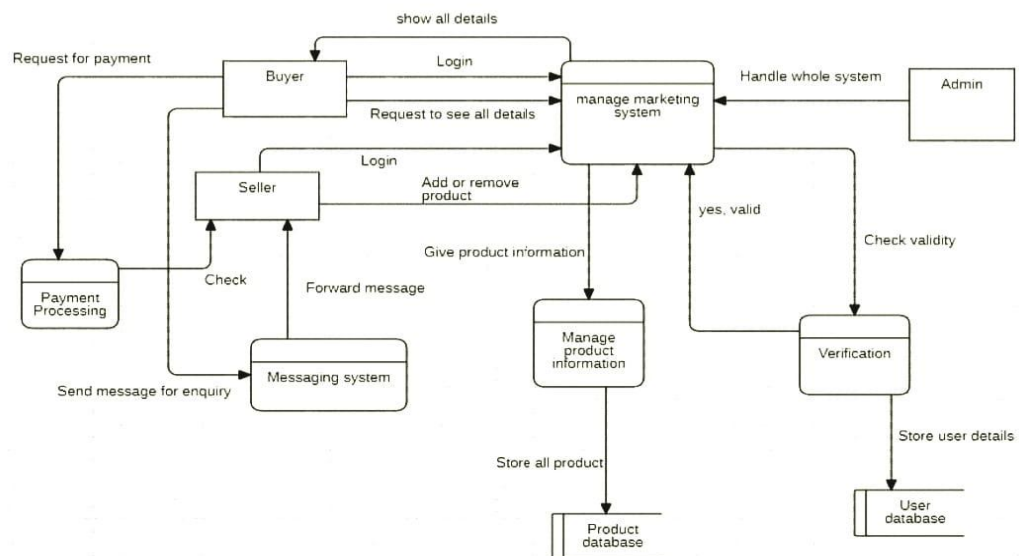 show all details
Request for payment
Buyer
Login
Handle whole system
Admin
manage marketing
system
Request to see all details
Login
Seller
Add or remove
product
yes, valid
Give product information
Check validity
Check
Payment
Processing
Forward message
Manage
product
information
Verification
Messaging system
Send message for enquiry
Store user details
Store all product
User
database
Product
database